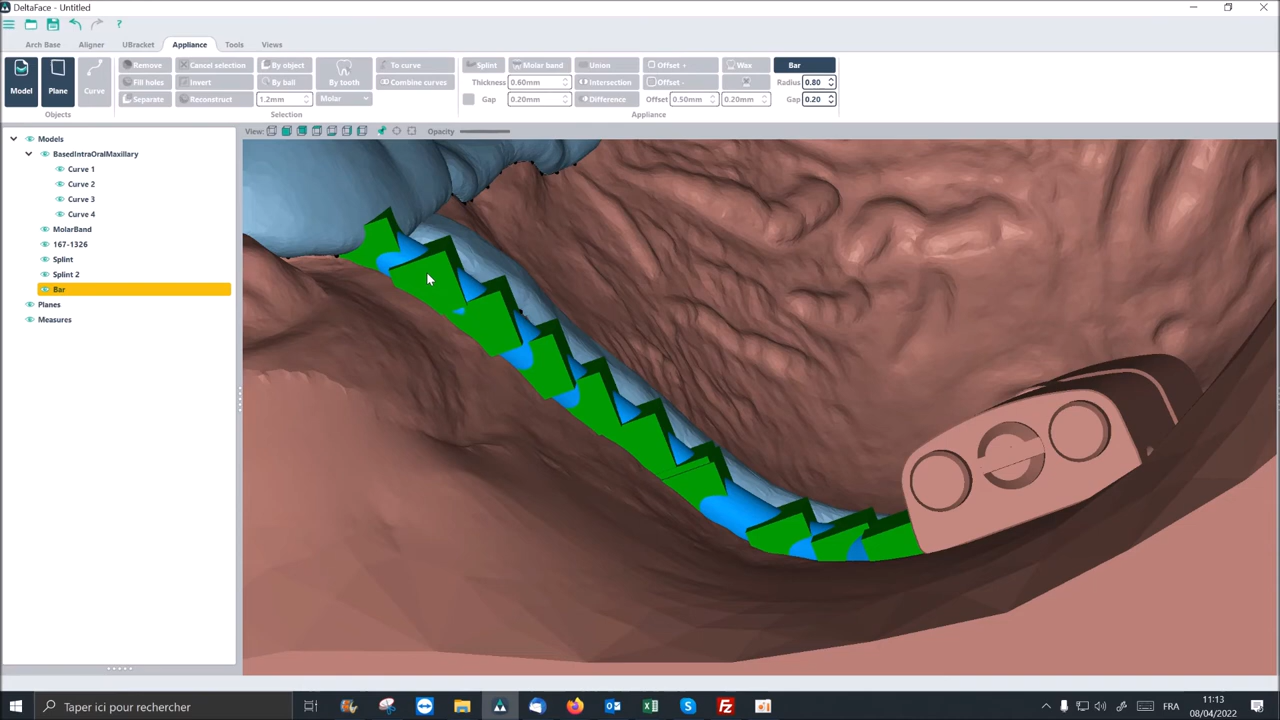 DeltaFace - Untitled
?
Arch Base Aligner UBracket Appliance Tools Views
Remove Cancel selection By object To curve Splint Molar band Union Offset + Wax Bar
Model Plane Curve
Fill holes Invert By ball By tooth Combine curves Thickness 0.60mm Intersection Offset - Radius 0.80
Separate Reconstruct 1.2mm Molar Gap 0.20mm Difference Offset 0.50mm 0.20mm Gap 0.20
Objects Selection Appliance
View: Opacity
Models
BasedIntraOralMaxillary
Curve 1
Curve 2
Curve 3
Curve 4
MolarBand
167-1326
Splint
Splint 2
Bar
Planes
Measures
Taper ici pour rechercher
FRA
11:13
08/04/2022